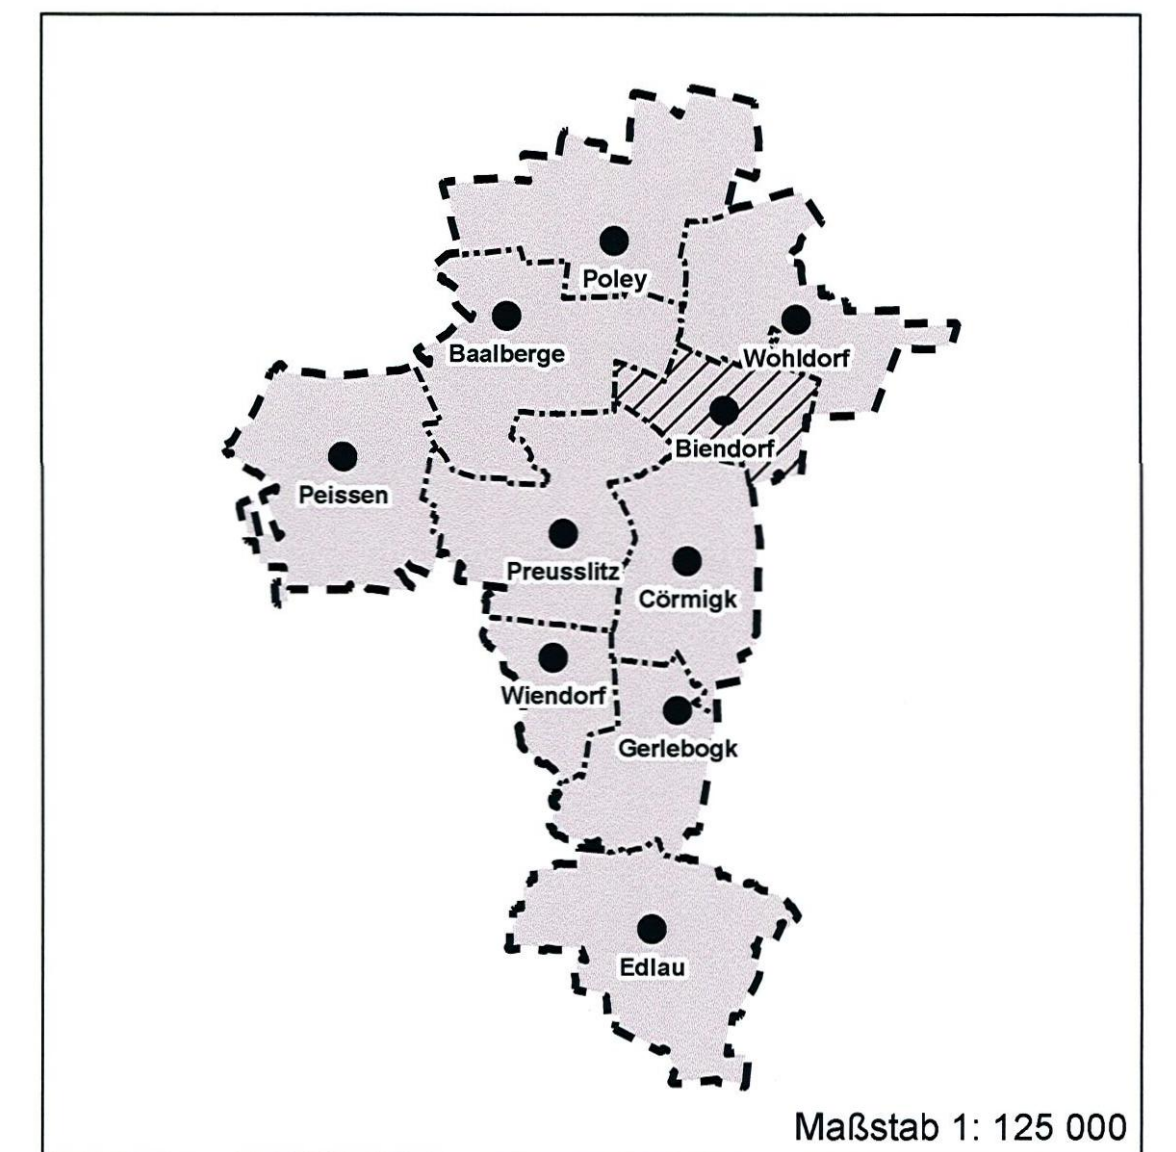 Poley
Baalberge
Wohldorf
Biendorf
Peissen
Preusslitz
Cörmigk
Wiendorf
Gerlebogk
Edlau
Maßstab 1: 125 000